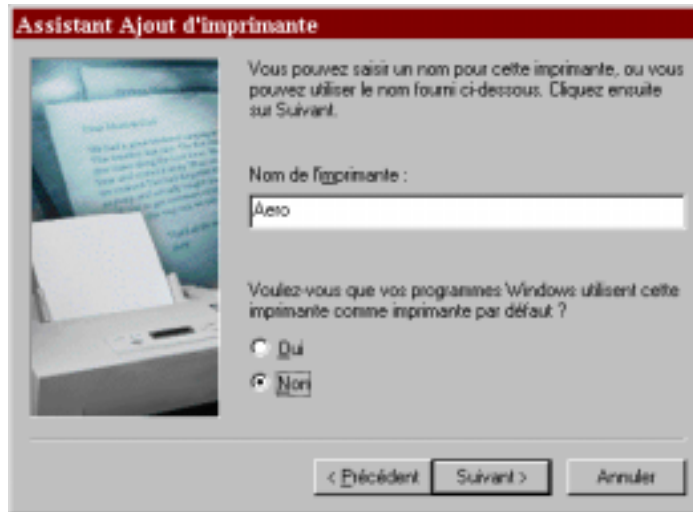 Assistant Ajout d'imprimante
Vous pouvez saisir un nom pour cette imprimante, ou vous
pouvez utiliser le nom fourni ci-dessous. Cliquez ensuite
sur Suivant.
Nom de l'imprimante :
Aero
Voulez-vous que vos programmes Windows utilisent cette
imprimante comme imprimante par défaut ?
Oui
Non
< Précédent
Suivant >
Annuler